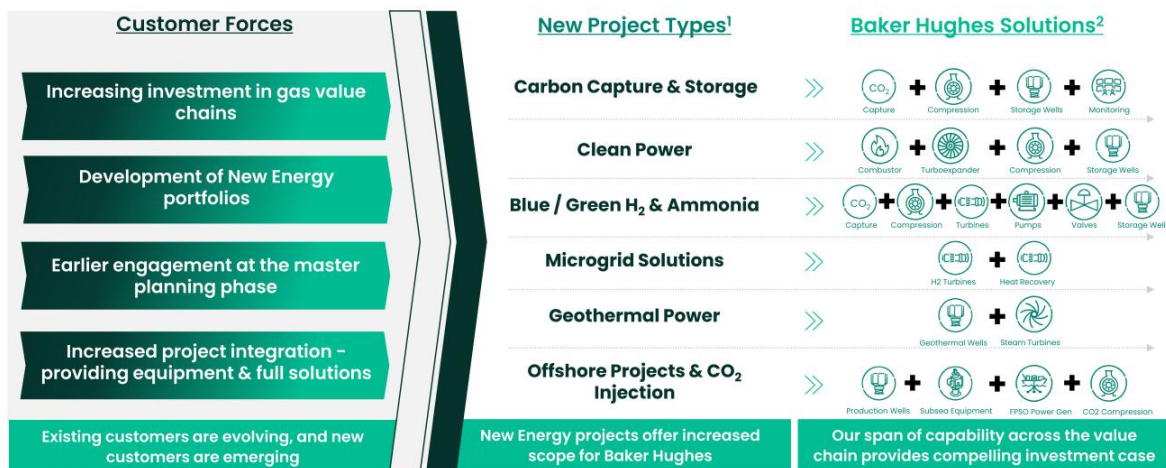 Customer Forces
Increasing investment in gas value
chains
Development of New Energy
portfolios
Earlier engagement at the master
planning phase
Increased project integration -
providing equipment & full solutions
Existing customers are evolving, and new
customers are emerging
New Project Types¹
Baker Hughes Solutions²
Carbon Capture & Storage
CO₂
Capture
Compression
Storage Wells
Monitoring
Clean Power
Combustor
Turboexpander
Compression
Storage Wells
Blue / Green H₂ & Ammonia
CO₂
Capture
Compression
Turbines
Pumps
Valves
Storage Well
Microgrid Solutions
H2 Turbines
Heat Recovery
Geothermal Power
Geothermal Wells
Steam Turbines
Offshore Projects & CO₂
Injection
Production Wells
Subsea Equipment
FPSO Power Gen
CO2 Compression
New Energy projects offer increased
scope for Baker Hughes
Our span of capability across the value
chain provides compelling investment case